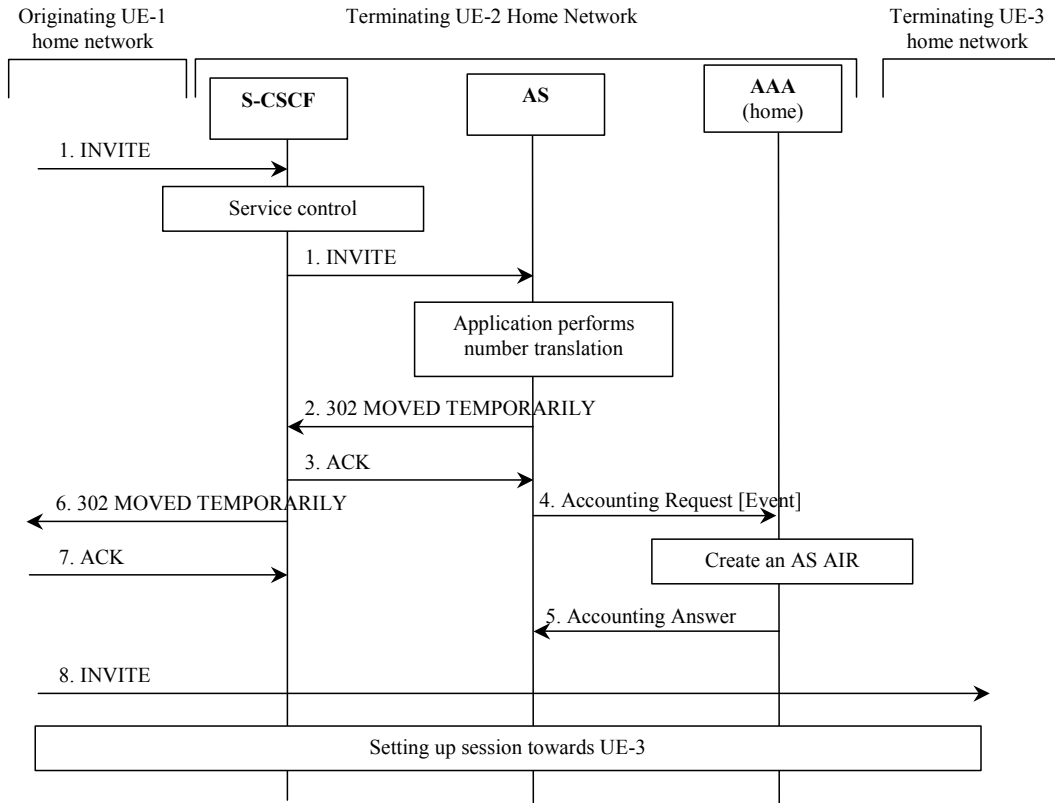 Originating UE-1
home network
Terminating UE-2 Home Network
Terminating UE-3
home network
S-CSCF
AS
AAA
(home)
1. INVITE
Service control
1. INVITE
Application performs
number translation
2. 302 MOVED TEMPORARILY
3. ACK
6. 302 MOVED TEMPORARILY
4. Accounting Request [Event]
7. ACK
Create an AS AIR
5. Accounting Answer
8. INVITE
Setting up session towards UE-3